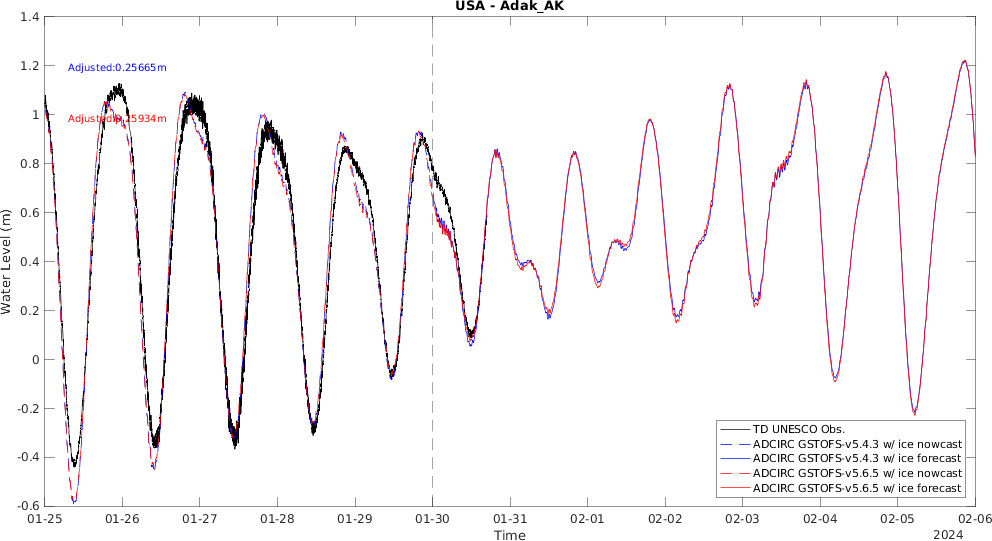 USA - Adak_AK
1.4
1.2
1
0.8
0.6
0.4
0.2
0
-0.2
-0.4
-0.6
Water Level (m)
Adjusted:0.25665m
Adjusted:0.25934m
TD UNESCO Obs.
ADCIRC GSTOFS-v5.4.3 w/ ice nowcast
ADCIRC GSTOFS-v5.4.3 w/ ice forecast
ADCIRC GSTOFS-v5.6.5 w/ ice nowcast
ADCIRC GSTOFS-v5.6.5 w/ ice forecast
01-25 01-26 01-27 01-28 01-29 01-30 01-31 02-01 02-02 02-03 02-04 02-05 02-06
Time
2024